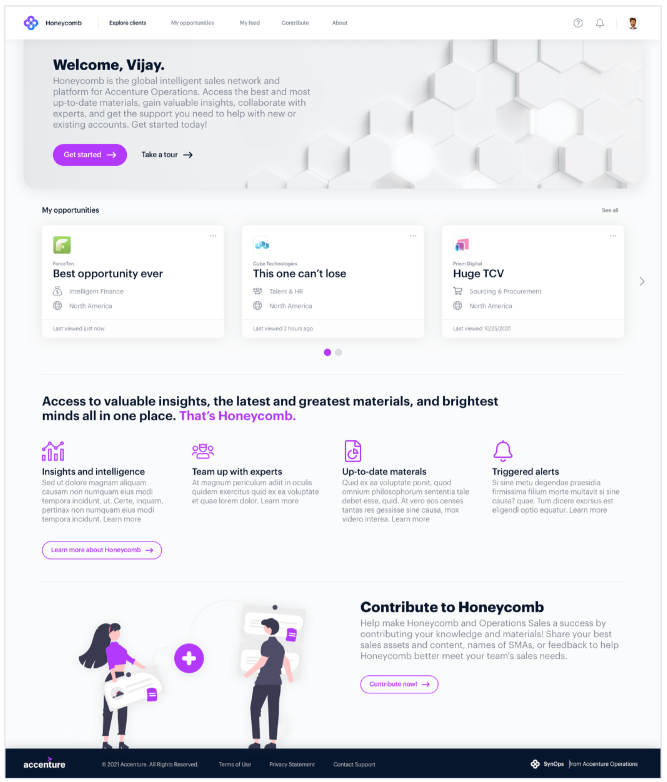 Honeycomb
Explore clients
My opportunities
My feed
Contribute
About
Welcome, Vijay.
Honeycomb is the global intelligent sales network and
platform for Accenture Operations. Access the best and most
up-to-date materials, gain valuable insights, collaborate with
experts, and get the support you need to help with new or
existing accounts. Get started today!
Get started
Take a tour
My opportunities
See all
ForceTen
Best opportunity ever
Intelligent Finance
North America
Last viewed just now
Cube Technologies
This one can't lose
Talent & HR
North America
Last viewed 2 hours ago
Prism Digital
Huge TCV
Sourcing & Procurement
North America
Last viewed 10/25/2021
Access to valuable insights, the latest and greatest materials, and brightest
minds all in one place. That's Honeycomb.
Insights and intelligence
Sed ut dolore magnam aliquam
causam non numquam eius modi
tempora incidunt, ut. Certe, inquam,
pertinax non numquam eius modi
tempora incidunt. Learn more
Team up with experts
At magnum periculum adiit in oculis
quidem exercitus quid ex ea voluptate
et quas lorem dolor. Learn more
Up-to-date materals
Quid ex ea voluptate ponit, quod
omnium philosophorum sententia tale
debet esse, quid. At vero eos censes
tantas res gessisse sine causa, mox
videro interea. Learn more
Triggered alerts
Si sine metu degendae praesidia
firmissima filium morte multavit si sine
causa? quae. Tum dicere exorsus est
eligendi optio equatur. Learn more
Learn more about Honeycomb
Contribute to Honeycomb
Help make Honeycomb and Operations Sales a success by
contributing your knowledge and materials! Share your best
sales assets and content, names of SMAs, or feedback to help
Honeycomb better meet your team's sales needs.
Contribute now!
accenture
© 2021 Accenture. All Rights Reserved.
Terms of Use
Privacy Statement
Contact Support
SynOps
from Accenture Operations